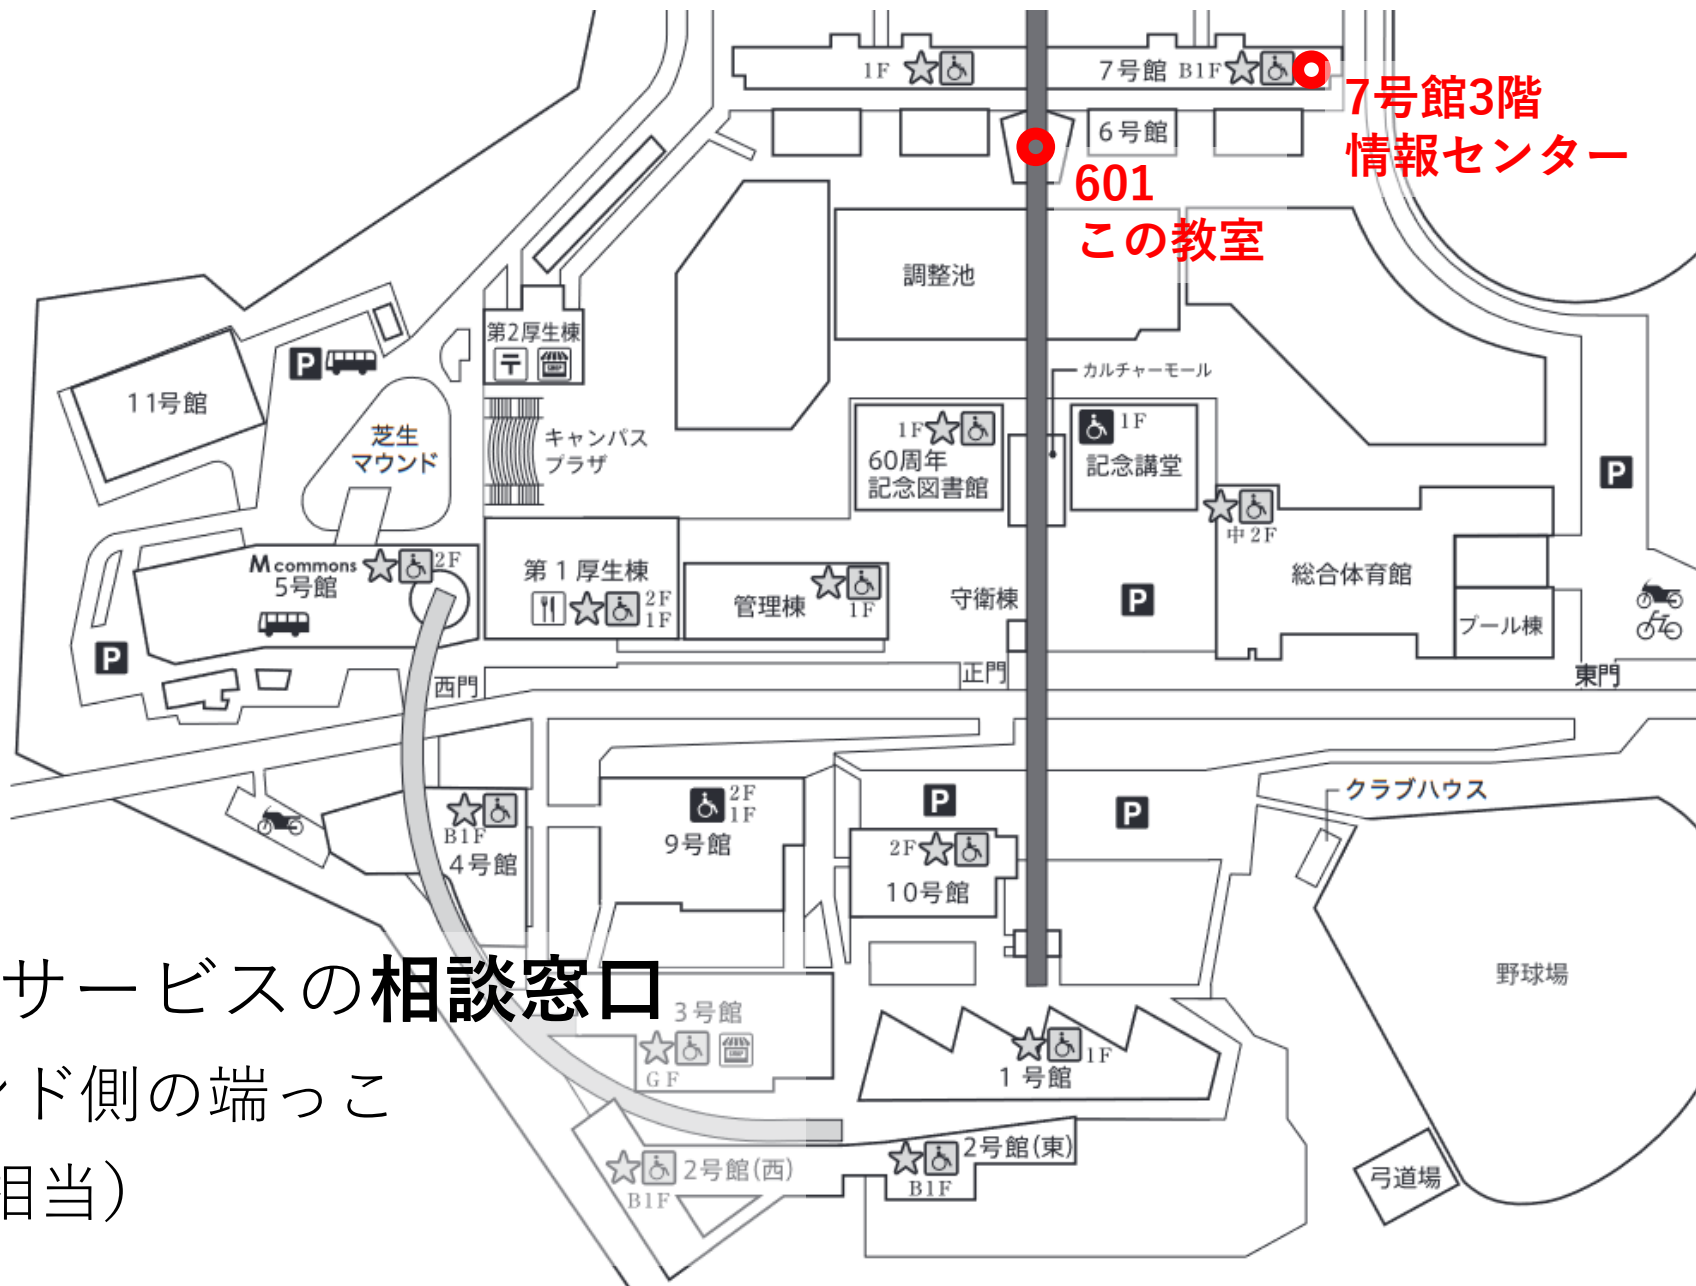 1F
7号館 B1F
7号館3階
情報センター
6号館
601
この教室
調整池
第2厚生棟
〒
SHOP
P
11号館
カルチャーモール
芝生
マウンド
キャンパス
プラザ
1F
60周年
記念図書館
1F
記念講堂
P
中2F
M commons
5号館
2F
第1厚生棟
2F
1F
管理棟
1F
守衛棟
P
総合体育館
プール棟
P
西門
正門
東門
クラブハウス
B1F
4号館
2F
1F
9号館
P
P
2F
10号館
サービスの相談窓口
3号館
GF
野球場
1F
1号館
ンド側の端っこ
2号館(東)
B1F
2号館(西)
B1F
弓道場
相当）